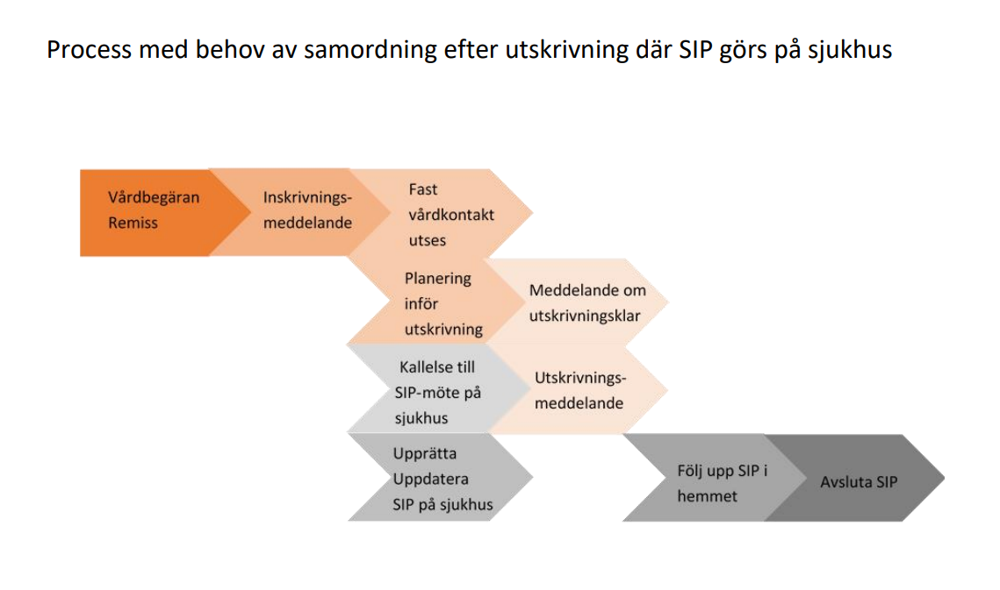 Process med behov av samordning efter utskrivning där SIP görs på sjukhus
Vårdbegäran
Remiss
Inskrivnings-
meddelande
Fast
vårdkontakt
utses
Planering
inför
utskrivning
Meddelande om
utskrivningsklar
Kallelse till
SIP-möte på
sjukhus
Utskrivnings-
meddelande
Upprätta
Uppdatera
SIP på sjukhus
Följ upp SIP i
hemmet
Avsluta SIP